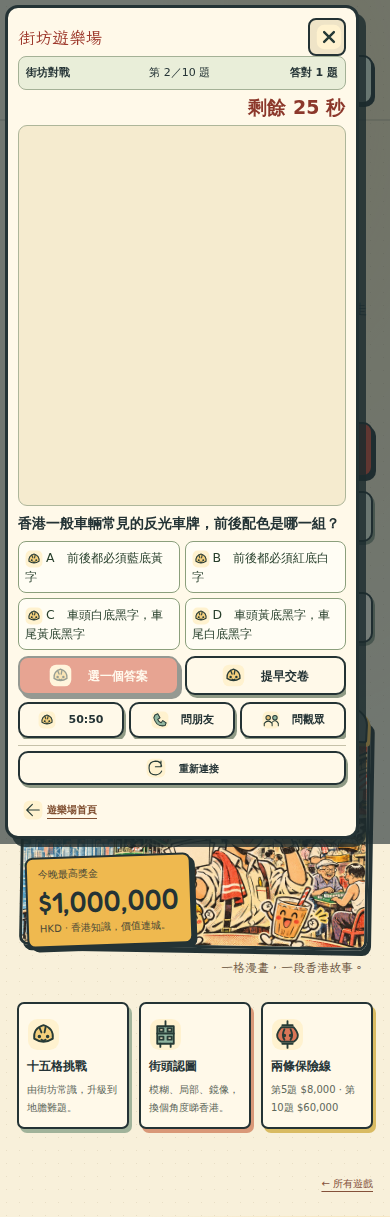 街坊遊樂場
街坊對戰 第 2／10 題 答對 1 題
剩餘 25 秒
香港一般車輛常見的反光車牌，前後配色是哪一組？
A 前後都必須藍底黃字
B 前後都必須紅底白字
C 車頭白底黑字，車尾黃底黑字
D 車頭黃底黑字，車尾白底黑字
選一個答案
提早交卷
50:50
問朋友
問觀眾
重新連接
← 遊樂場首頁
今晚最高獎金
$1,000,000
HKD · 香港知識，價值連城。
一格漫畫，一段香港故事。
十五格挑戰
由街坊常識，升級到
地膽難題。
街頭認圖
模糊、局部、鏡像，
換個角度睇香港。
兩條保險線
第5題 $8,000 · 第
10題 $60,000
← 所有遊戲